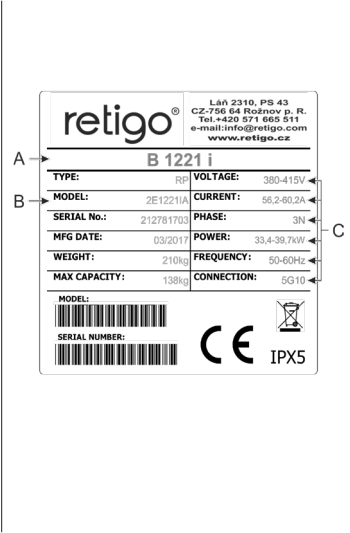 retigo®
Láň 2310, PS 43
CZ-756 64 Rožnov p. R.
Tel.+420 571 665 511
e-mail:info@retigo.com
www.retigo.cz
A
B 1221 i
TYPE: RP VOLTAGE: 380-415V
B MODEL: 2E1221IA CURRENT: 56,2-60,2A
SERIAL No.: 212781703 PHASE: 3N
C
MFG DATE: 03/2017 POWER: 33,4-39,7kW
WEIGHT: 210kg FREQUENCY: 50-60Hz
MAX CAPACITY: 138kg CONNECTION: 5G10
MODEL:
SERIAL NUMBER:
CE IPX5